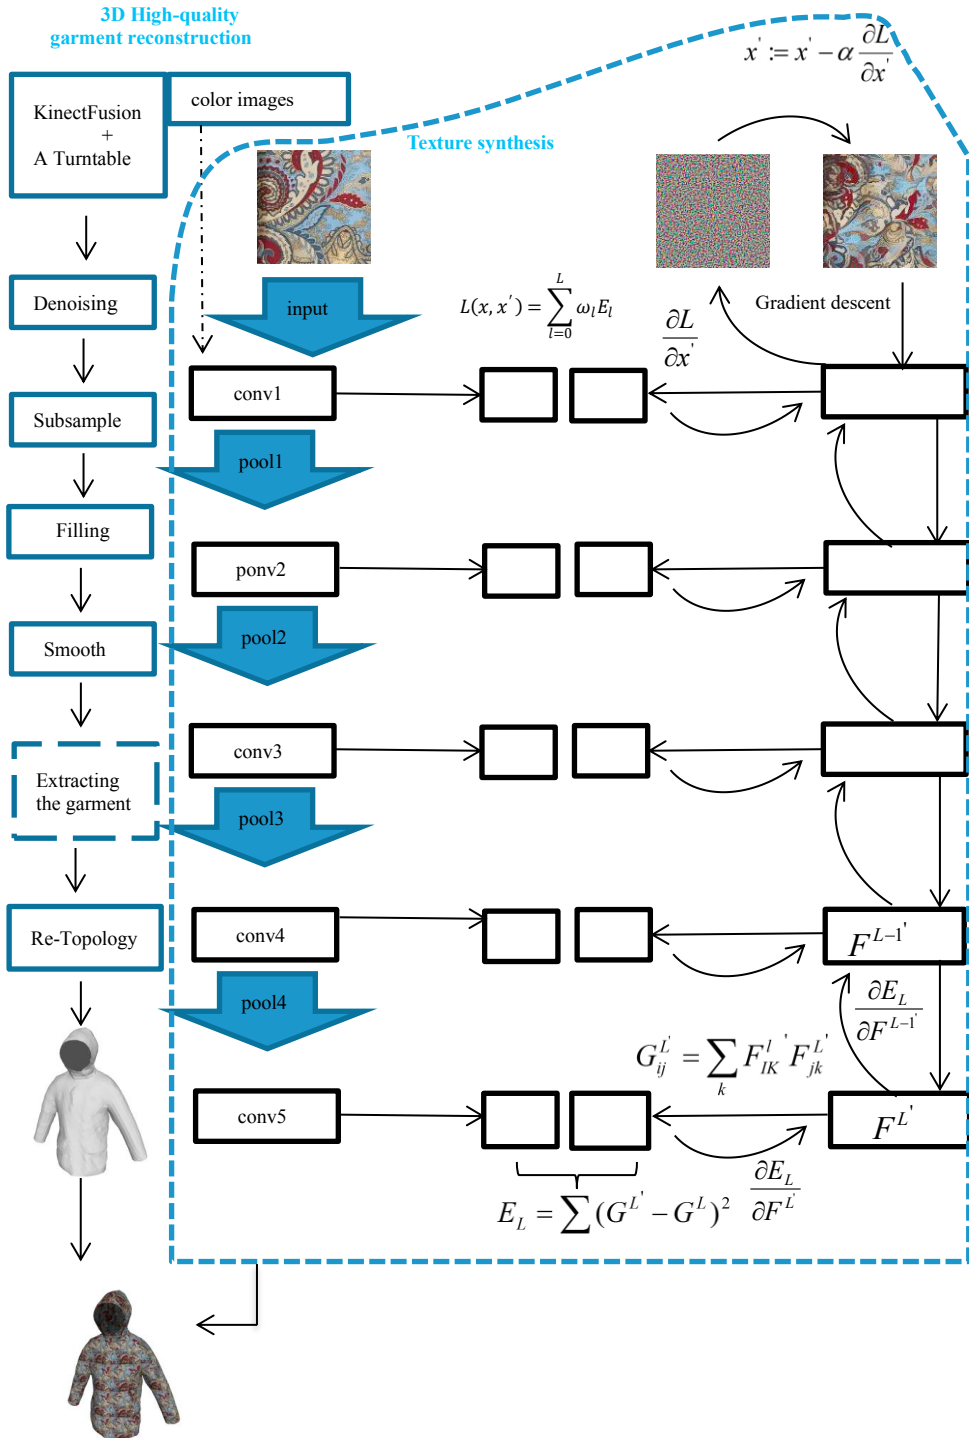 3D High-quality
garment reconstruction
KinectFusion
+
A Turntable
color images
Denoising
Subsample
Filling
Smooth
Extracting
the garment
Re-Topology
Texture synthesis
x' := x' − α ∂L/∂x'
input
L(x, x') = ∑_{l=0}^{L} ω_l E_l
∂L/∂x'
Gradient descent
conv1
pool1
ponv2
pool2
conv3
pool3
conv4
F^{L−1'}
pool4
∂E_L/∂F^{L−1'}
G_{ij}^{L'} = ∑_k F_{IK}^{l '} F_{jk}^{L'}
conv5
F^{L'}
E_L = ∑(G^{L'} − G^L)^2
∂E_L/∂F^{L'}